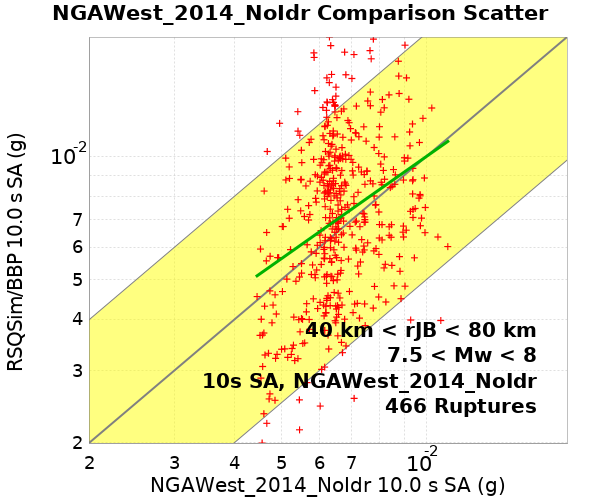 NGAWest_2014_NoIdr Comparison Scatter
RSQSim/BBP 10.0 s SA (g)
10-2
7
6
5
4
3
2
40 km < rJB < 80 km
7.5 < Mw < 8
10s SA, NGAWest_2014_NoIdr
466 Ruptures
2 3 4 5 6 7 10-2
NGAWest_2014_NoIdr 10.0 s SA (g)